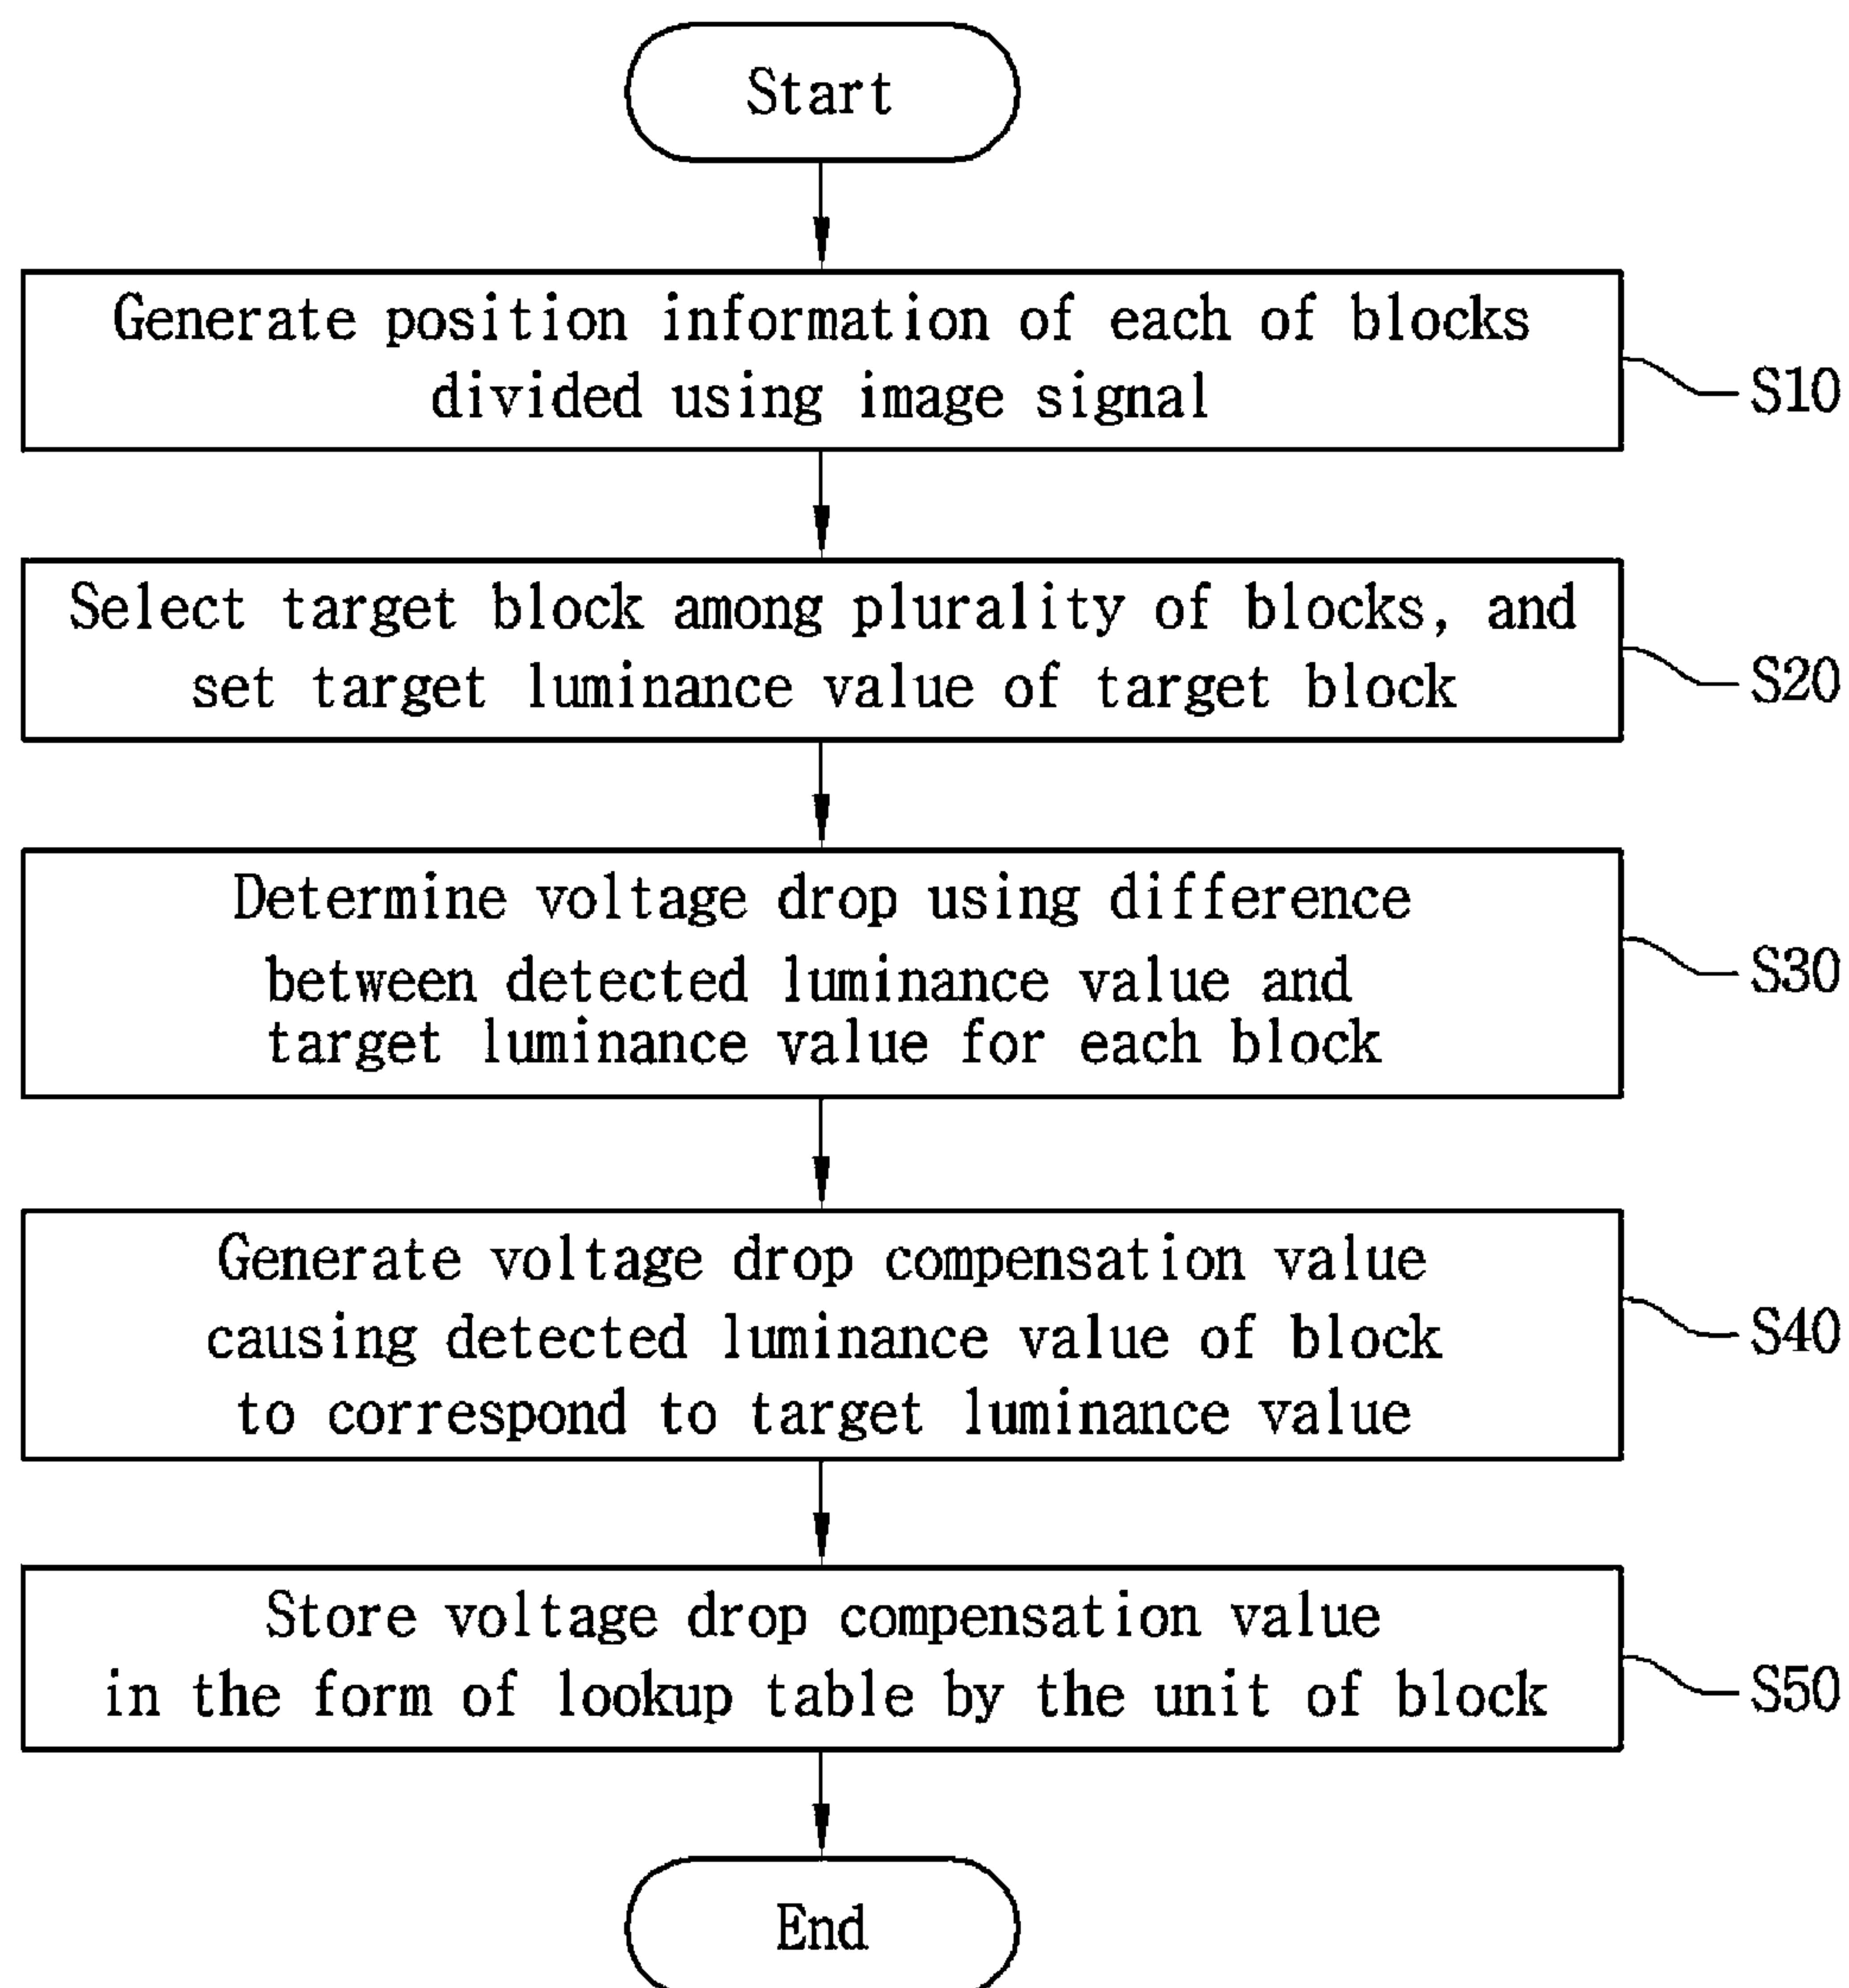 Start
Generate position information of each of blocks
divided using image signal
S10
Select target block among plurality of blocks, and
set target luminance value of target block
S20
Determine voltage drop using difference
between detected luminance value and
target luminance value for each block
S30
Generate voltage drop compensation value
causing detected luminance value of block
to correspond to target luminance value
S40
Store voltage drop compensation value
in the form of lookup table by the unit of block
S50
End